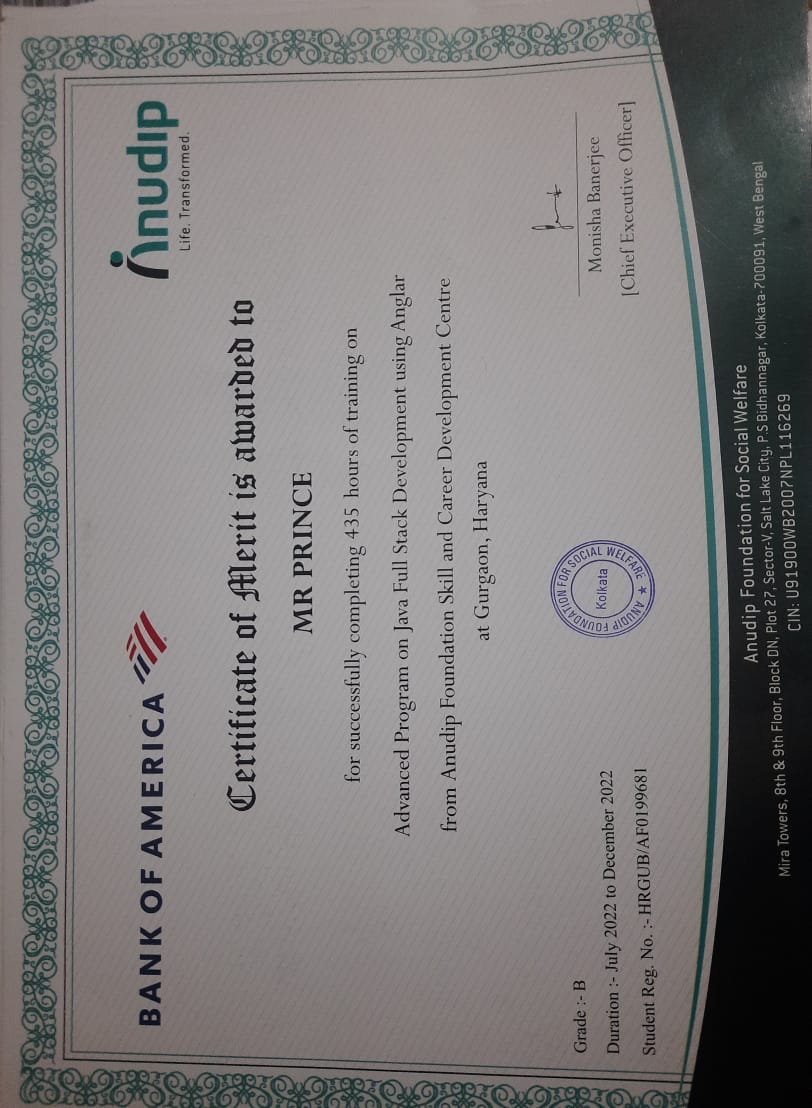 BANK OF AMERICA
Anudip
Life. Transformed.
Certificate of Merit is awarded to
MR PRINCE
for successfully completing 435 hours of training on
Advanced Program on Java Full Stack Development using Anglar
from Anudip Foundation Skill and Career Development Centre
at Gurgaon, Haryana
Grade :- B
Duration :- July 2022 to December 2022
Student Reg. No. :- HRGUB/AF0199681
ANUDIP FOUNDATION FOR SOCIAL WELFARE ★
Kolkata
Monisha Banerjee
[Chief Executive Officer]
Anudip Foundation for Social Welfare
Mira Towers, 8th & 9th Floor, Block DN, Plot 27, Sector-V, Salt Lake City, P.S Bidhannagar, Kolkata-700091, West Bengal
CIN: U91900WB2007NPL116269